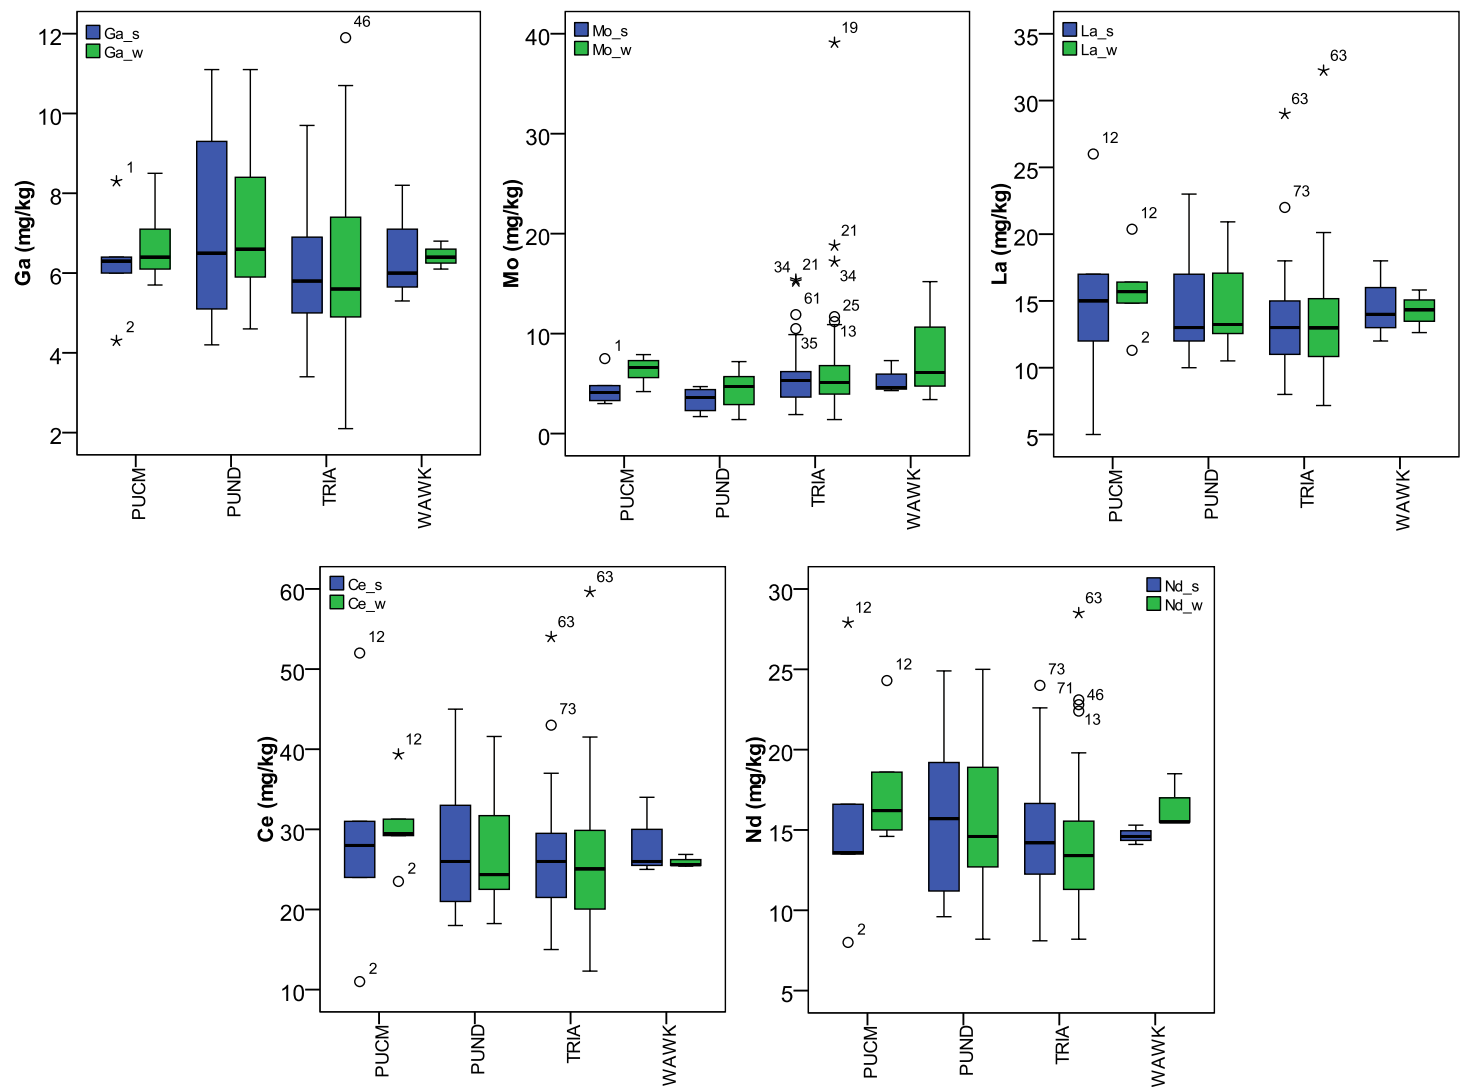 Ga_s
Ga_w
Ga (mg/kg)
12
10
8
6
4
2
46
1
2
PUCM
PUND
TRIA
WAWK
Mo_s
Mo_w
Mo (mg/kg)
40
30
20
10
0
19
21
34
21
34
61
25
35
13
1
PUCM
PUND
TRIA
WAWK
La_s
La_w
La (mg/kg)
35
30
25
20
15
10
5
63
63
12
73
12
2
PUCM
PUND
TRIA
WAWK
Ce_s
Ce_w
Ce (mg/kg)
60
50
40
30
20
10
63
63
12
73
12
2
2
PUCM
PUND
TRIA
WAWK
Nd_s
Nd_w
Nd (mg/kg)
30
25
20
15
10
5
12
63
12
73
71
46
13
2
PUCM
PUND
TRIA
WAWK